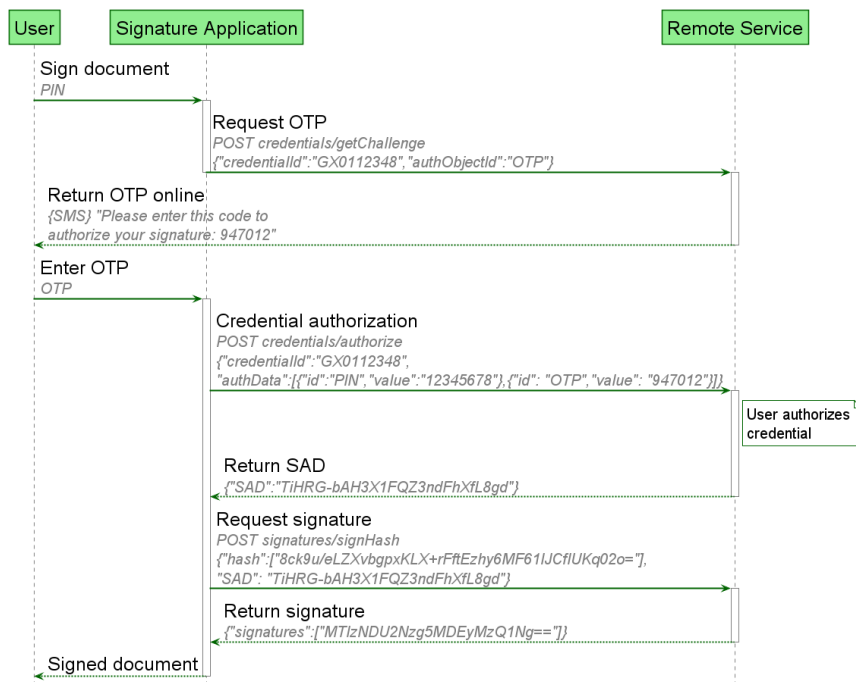 User
Signature Application
Remote Service
Sign document
PIN
Request OTP
POST credentials/getChallenge
{"credentialId":"GX0112348","authObjectId":"OTP"}
Return OTP online
{SMS} "Please enter this code to
authorize your signature: 947012"
Enter OTP
OTP
Credential authorization
POST credentials/authorize
{"credentialId":"GX0112348",
"authData":[{"id":"PIN","value":"12345678"},{"id": "OTP","value": "947012"}]}
User authorizes
credential
Return SAD
{"SAD":"TiHRG-bAH3X1FQZ3ndFhXfL8gd"}
Request signature
POST signatures/signHash
{"hash":["8ck9u/eLZXvbgpxKLX+rFftEzhy6MF61IJCflUKq02o="],
"SAD": "TiHRG-bAH3X1FQZ3ndFhXfL8gd"}
Return signature
{"signatures":["MTIzNDU2Nzg5MDEyMzQ1Ng=="]}
Signed document